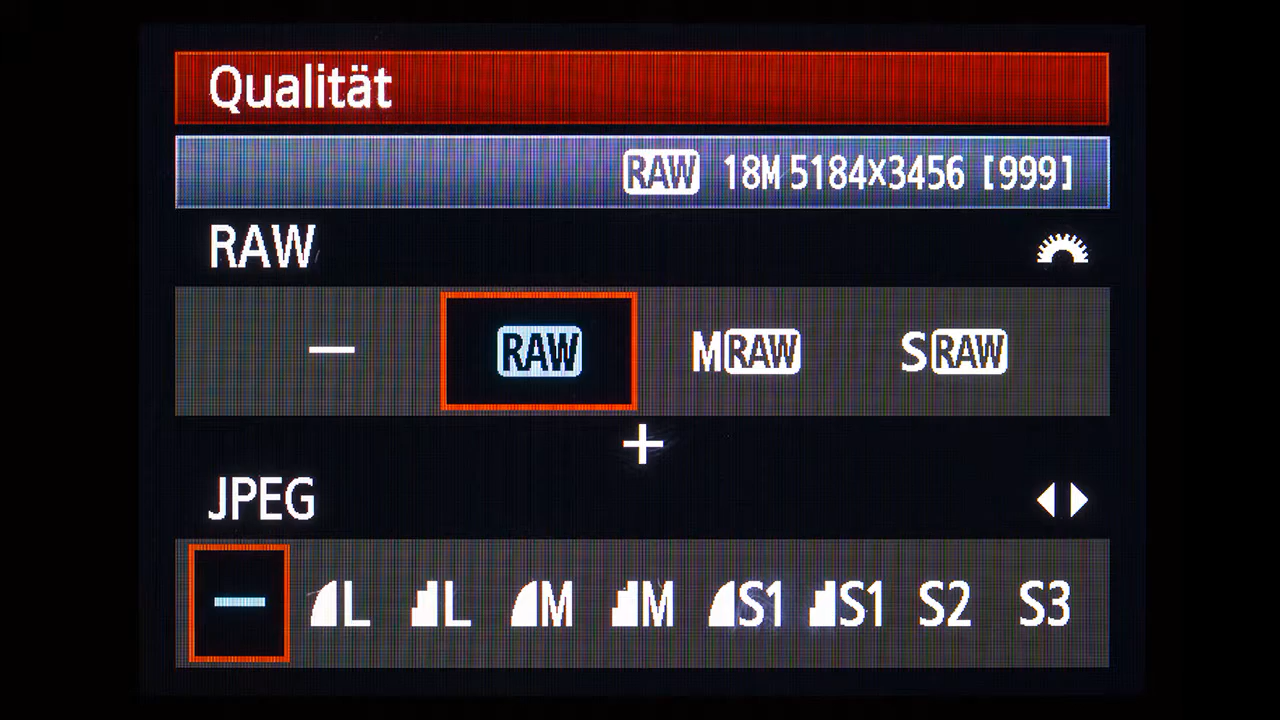 Qualität
RAW 18M 5184x3456 [999]
RAW
— RAW MRAW SRAW
+
JPEG
— L L M M S1 S1 S2 S3